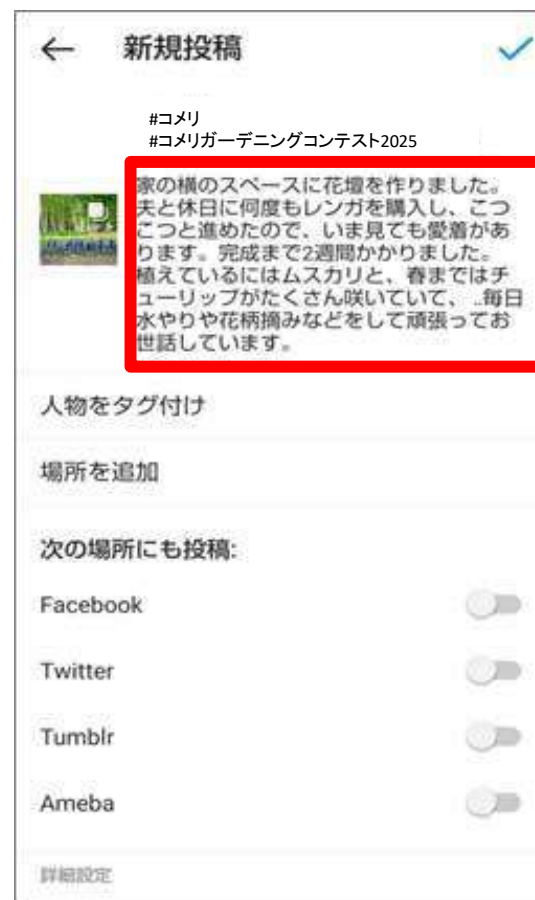 ← 新規投稿 ✓
#コメリ
#コメリガーデニングコンテスト2025
家の横のスペースに花壇を作りました。
夫と休日に何度もレンガを購入し、こつ
こつと進めたので、いま見ても愛着があ
ります。完成まで2週間かかりました。
植えているにはムスカリと、春まではチ
ューリップがたくさん咲いていて、..毎日
水やりや花柄摘みなどをして頑張ってお
世話しています。
人物をタグ付け
場所を追加
次の場所にも投稿:
Facebook
Twitter
Tumblr
Ameba
詳細設定